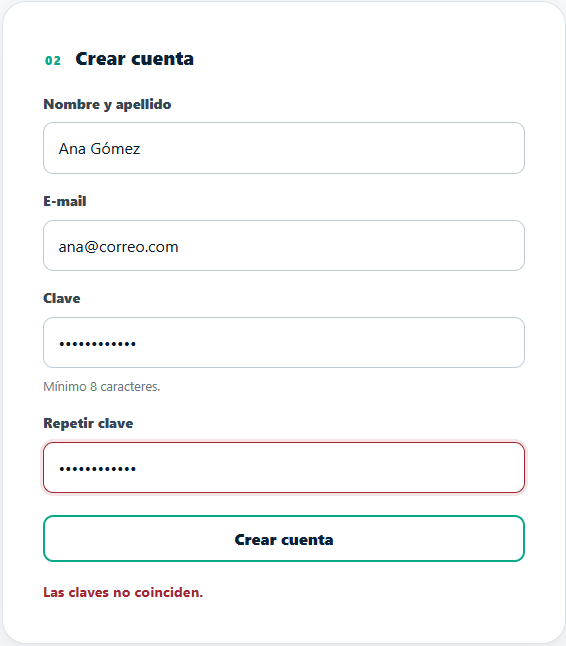 02 Crear cuenta
Nombre y apellido
Ana Gómez
E-mail
ana@correo.com
Clave
••••••••••••
Mínimo 8 caracteres.
Repetir clave
••••••••••••
Crear cuenta
Las claves no coinciden.